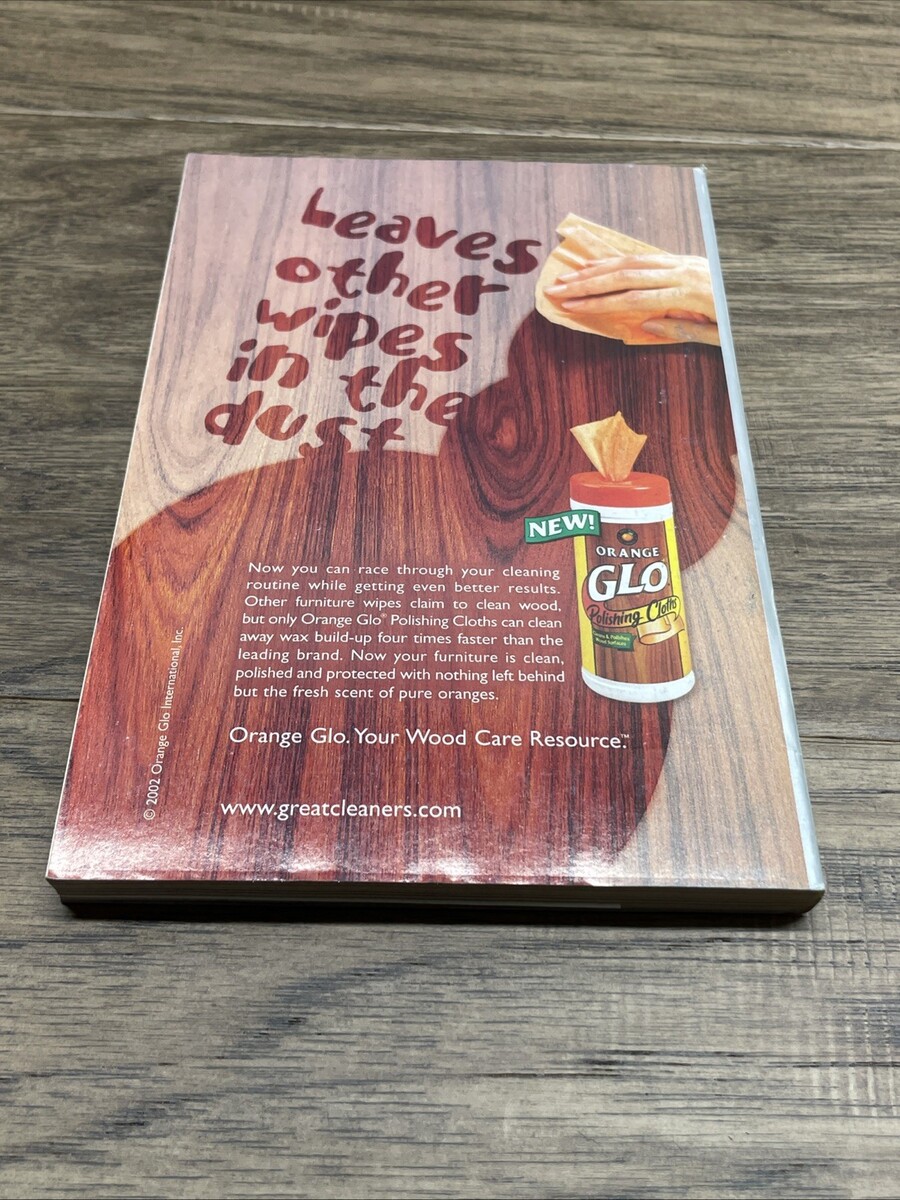 Leaves
other
wipes
in the
dust
NEW!
ORANGE
GLO
Polishing Cloths
Now you can race through your cleaning
routine while getting even better results.
Other furniture wipes claim to clean wood,
but only Orange Glo® Polishing Cloths can clean
away wax build-up four times faster than the
leading brand. Now your furniture is clean,
polished and protected with nothing left behind
but the fresh scent of pure oranges.
Orange Glo. Your Wood Care Resource.™
www.greatcleaners.com
© 2002 Orange Glo International, Inc.